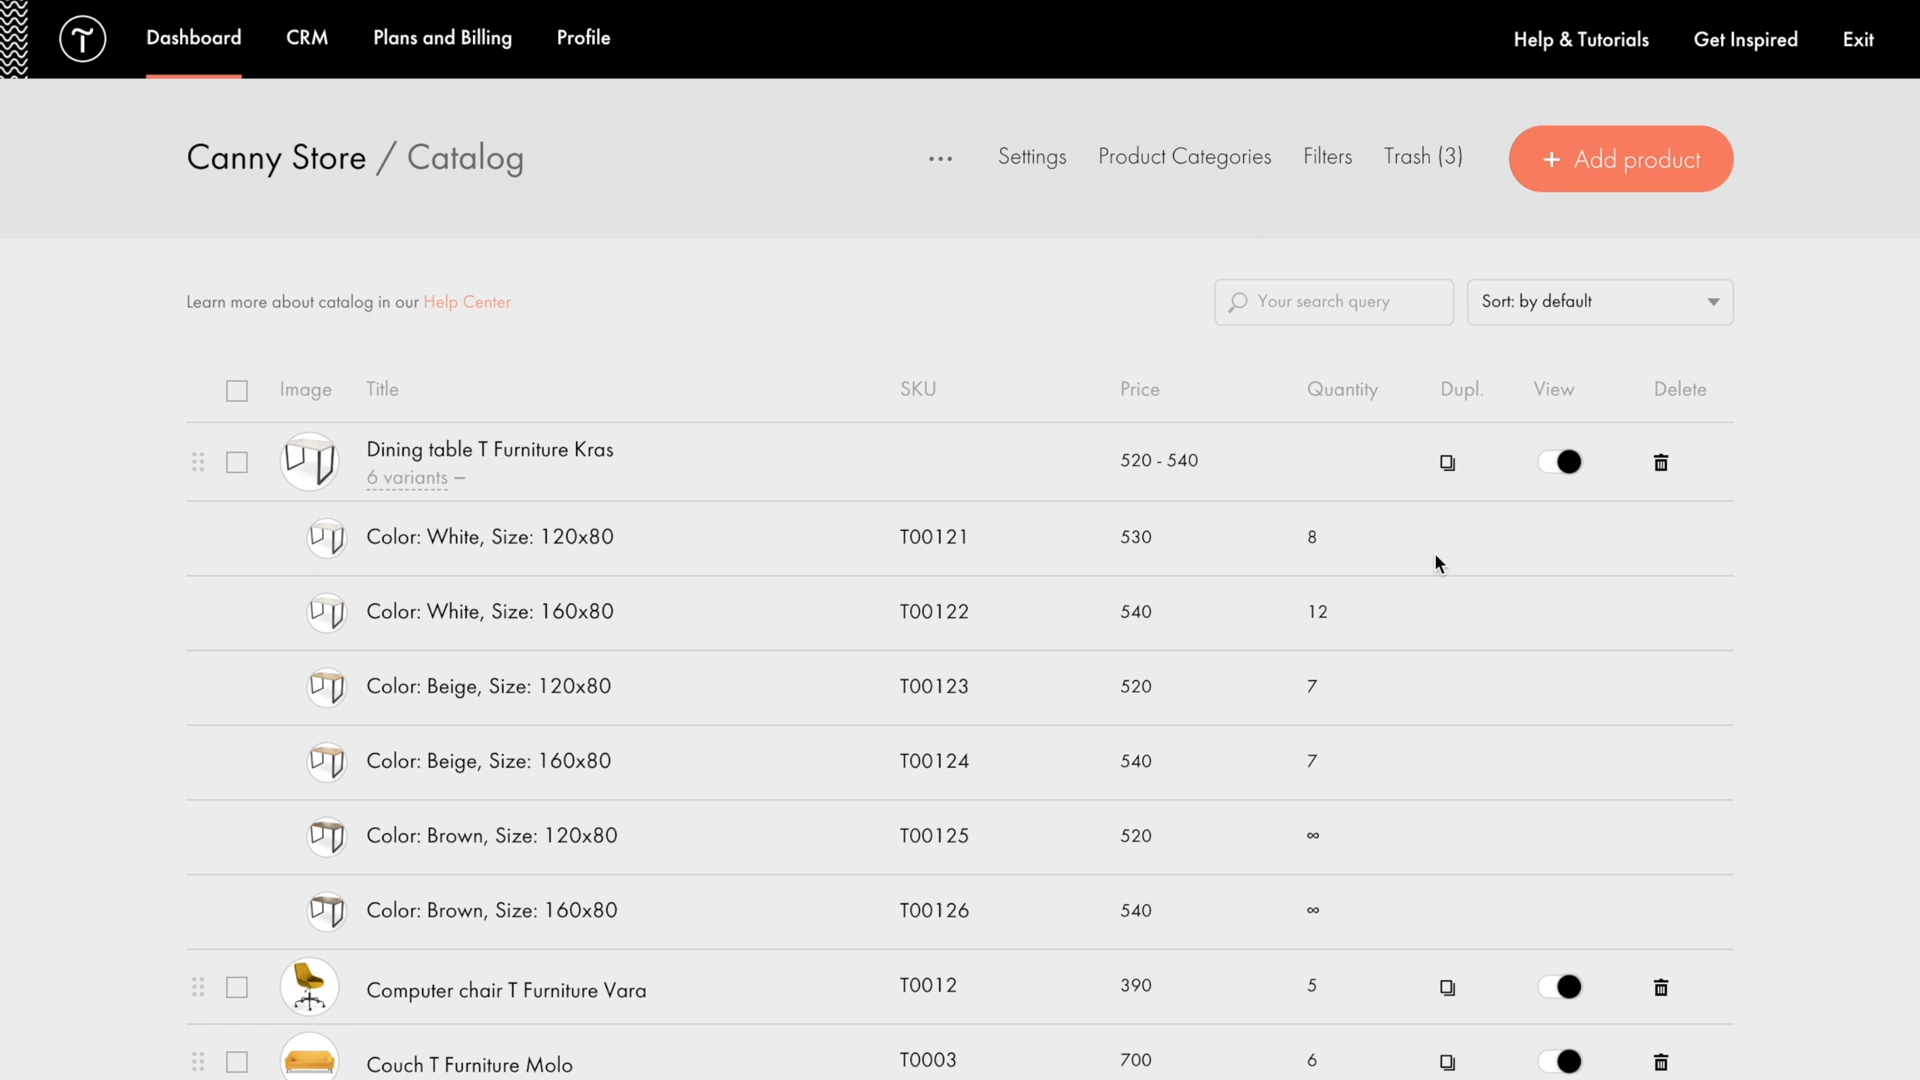 Dashboard CRM Plans and Billing Profile Help & Tutorials Get Inspired Exit
Canny Store / Catalog ... Settings Product Categories Filters Trash (3) + Add product
Learn more about catalog in our Help Center Your search query Sort: by default
Image Title SKU Price Quantity Dupl. View Delete
Dining table T Furniture Kras 520 - 540
6 variants –
Color: White, Size: 120x80 T00121 530 8
Color: White, Size: 160x80 T00122 540 12
Color: Beige, Size: 120x80 T00123 520 7
Color: Beige, Size: 160x80 T00124 540 7
Color: Brown, Size: 120x80 T00125 520 ∞
Color: Brown, Size: 160x80 T00126 540 ∞
Computer chair T Furniture Vara T0012 390 5
Couch T Furniture Molo T0003 700 6